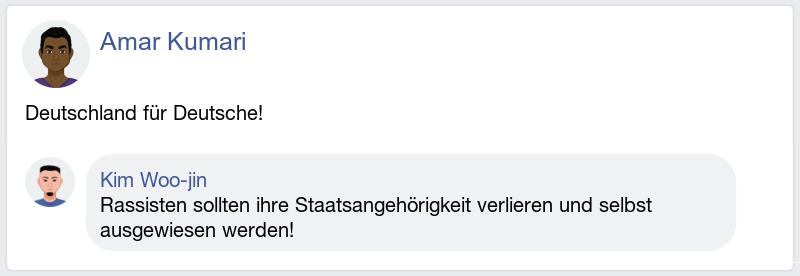 Amar Kumari
Deutschland für Deutsche!
Kim Woo-jin
Rassisten sollten ihre Staatsangehörigkeit verlieren und selbst
ausgewiesen werden!